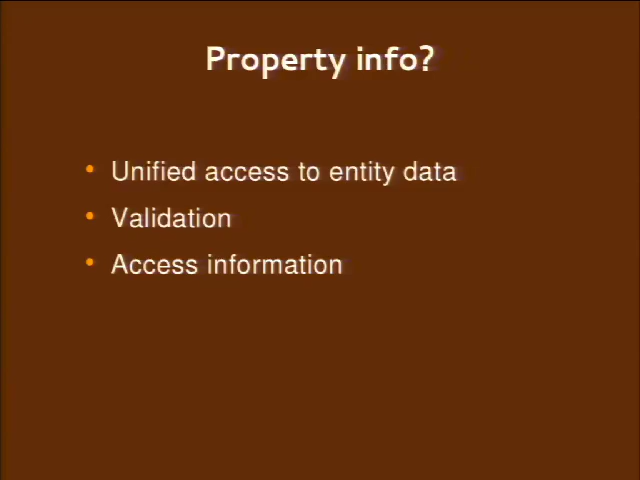 Property info?
• Unified access to entity data
• Validation
• Access information